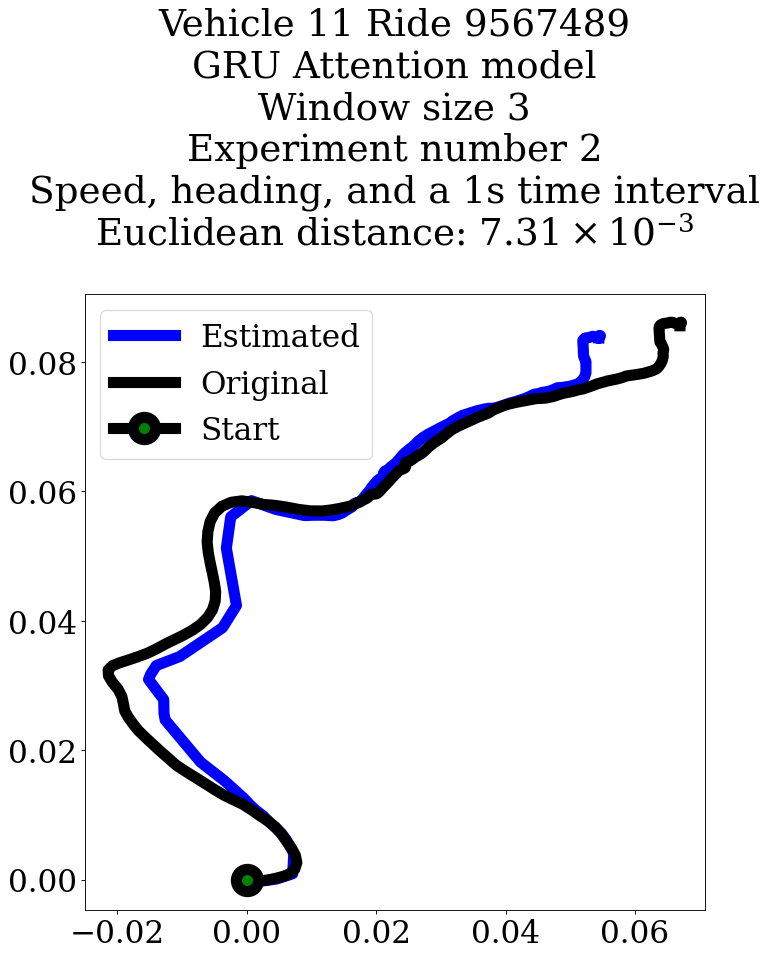 Vehicle 11 Ride 9567489
GRU Attention model
Window size 3
Experiment number 2
Speed, heading, and a 1s time interval
Euclidean distance: 7.31 × 10⁻³
Estimated
Original
Start
0.08
0.06
0.04
0.02
0.00
−0.02 0.00 0.02 0.04 0.06